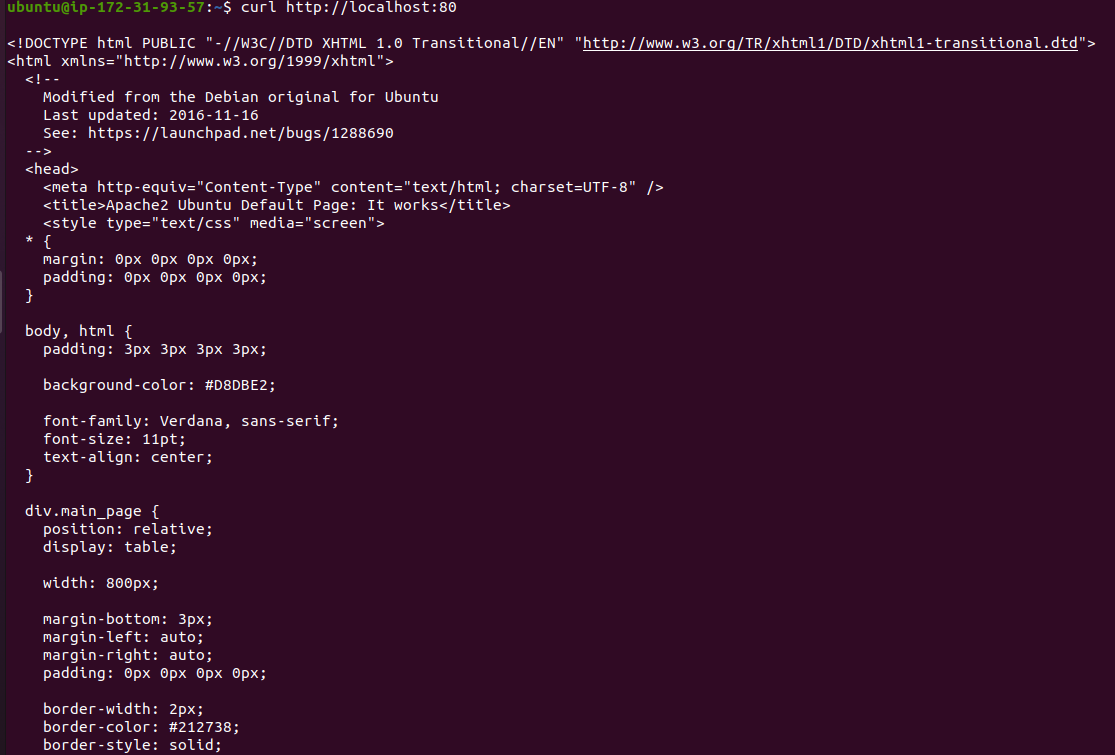 ubuntu@ip-172-31-93-57:~$ curl http://localhost:80
<!DOCTYPE html PUBLIC "-//W3C//DTD XHTML 1.0 Transitional//EN" "http://www.w3.org/TR/xhtml1/DTD/xhtml1-transitional.dtd">
<html xmlns="http://www.w3.org/1999/xhtml">
  <!--
    Modified from the Debian original for Ubuntu
    Last updated: 2016-11-16
    See: https://launchpad.net/bugs/1288690
  -->
  <head>
    <meta http-equiv="Content-Type" content="text/html; charset=UTF-8" />
    <title>Apache2 Ubuntu Default Page: It works</title>
    <style type="text/css" media="screen">
  * {
    margin: 0px 0px 0px 0px;
    padding: 0px 0px 0px 0px;
  }
  body, html {
    padding: 3px 3px 3px 3px;
    background-color: #D8DBE2;
    font-family: Verdana, sans-serif;
    font-size: 11pt;
    text-align: center;
  }
  div.main_page {
    position: relative;
    display: table;
    width: 800px;
    margin-bottom: 3px;
    margin-left: auto;
    margin-right: auto;
    padding: 0px 0px 0px 0px;
    border-width: 2px;
    border-color: #212738;
    border-style: solid;